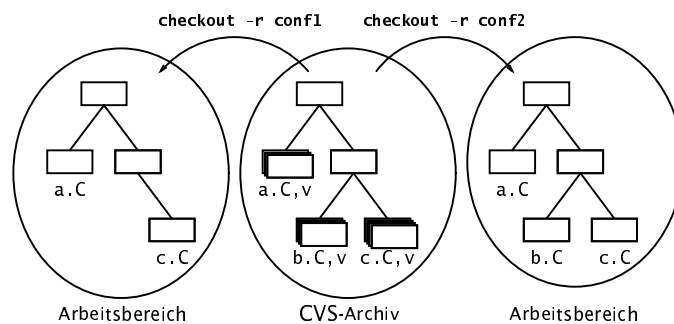 checkout -r conf1 checkout -r conf2
a.C a.C,v a.C
c.C b.C,v c.C,v b.C c.C
Arbeitsbereich CVS-Archiv Arbeitsbereich